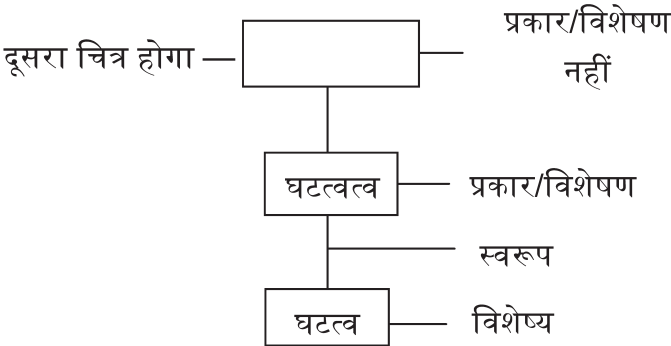 दूसरा चित्र होगा
प्रकार/विशेषण
नहीं
घटत्वत्व
प्रकार/विशेषण
स्वरूप
घटत्व
विशेष्य